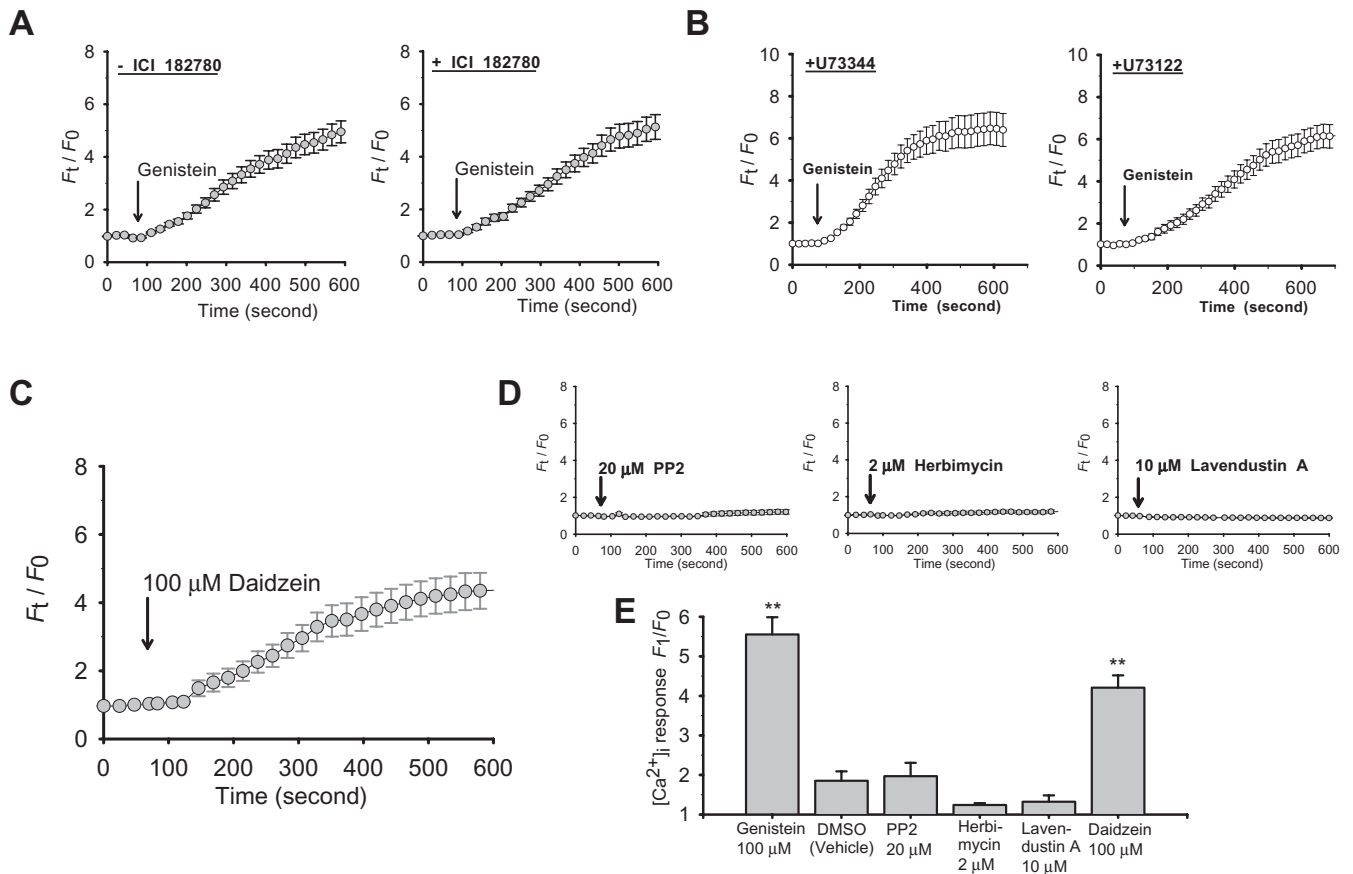 A
- ICI 182780
8
6
4
2
0
Ft / F0
Genistein
0 100 200 300 400 500 600
Time (second)
+ ICI 182780
8
6
4
2
0
Ft / F0
Genistein
0 100 200 300 400 500 600
Time (second)
B
+U73344
10
8
6
4
2
0
Ft / F0
Genistein
0 200 400 600
Time (second)
+U73122
10
8
6
4
2
0
Ft / F0
Genistein
0 200 400 600
Time (second)
C
8
6
4
2
0
Ft / F0
100 µM Daidzein
0 100 200 300 400 500 600
Time (second)
D
8
6
4
2
0
Ft / F0
20 µM PP2
0 100 200 300 400 500 600
Time (second)
8
6
4
2
0
Ft / F0
2 µM Herbimycin
0 100 200 300 400 500 600
Time (second)
8
6
4
2
0
Ft / F0
10 µM Lavendustin A
0 100 200 300 400 500 600
Time (second)
E
6
5
4
3
2
1
[Ca2+]i response F1/F0
**
**
Genistein
100 µM
DMSO
(Vehicle)
PP2
20 µM
Herbi-
mycin
2 µM
Laven-
dustin A
10 µM
Daidzein
100 µM